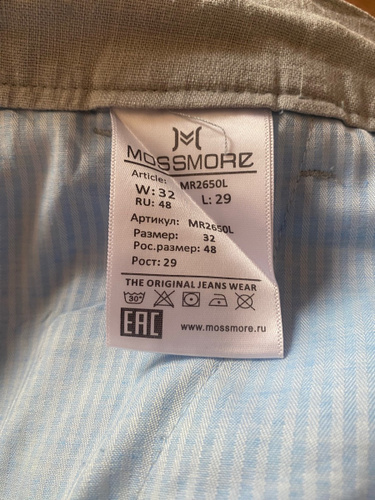 MOSSMORE
Article: MR2650L
W: 32 L: 29
RU: 48
Артикул: MR2650L
Размер: 32
Рос.размер: 48
Рост: 29
THE ORIGINAL JEANS WEAR
30°
EAC www.mossmore.ru